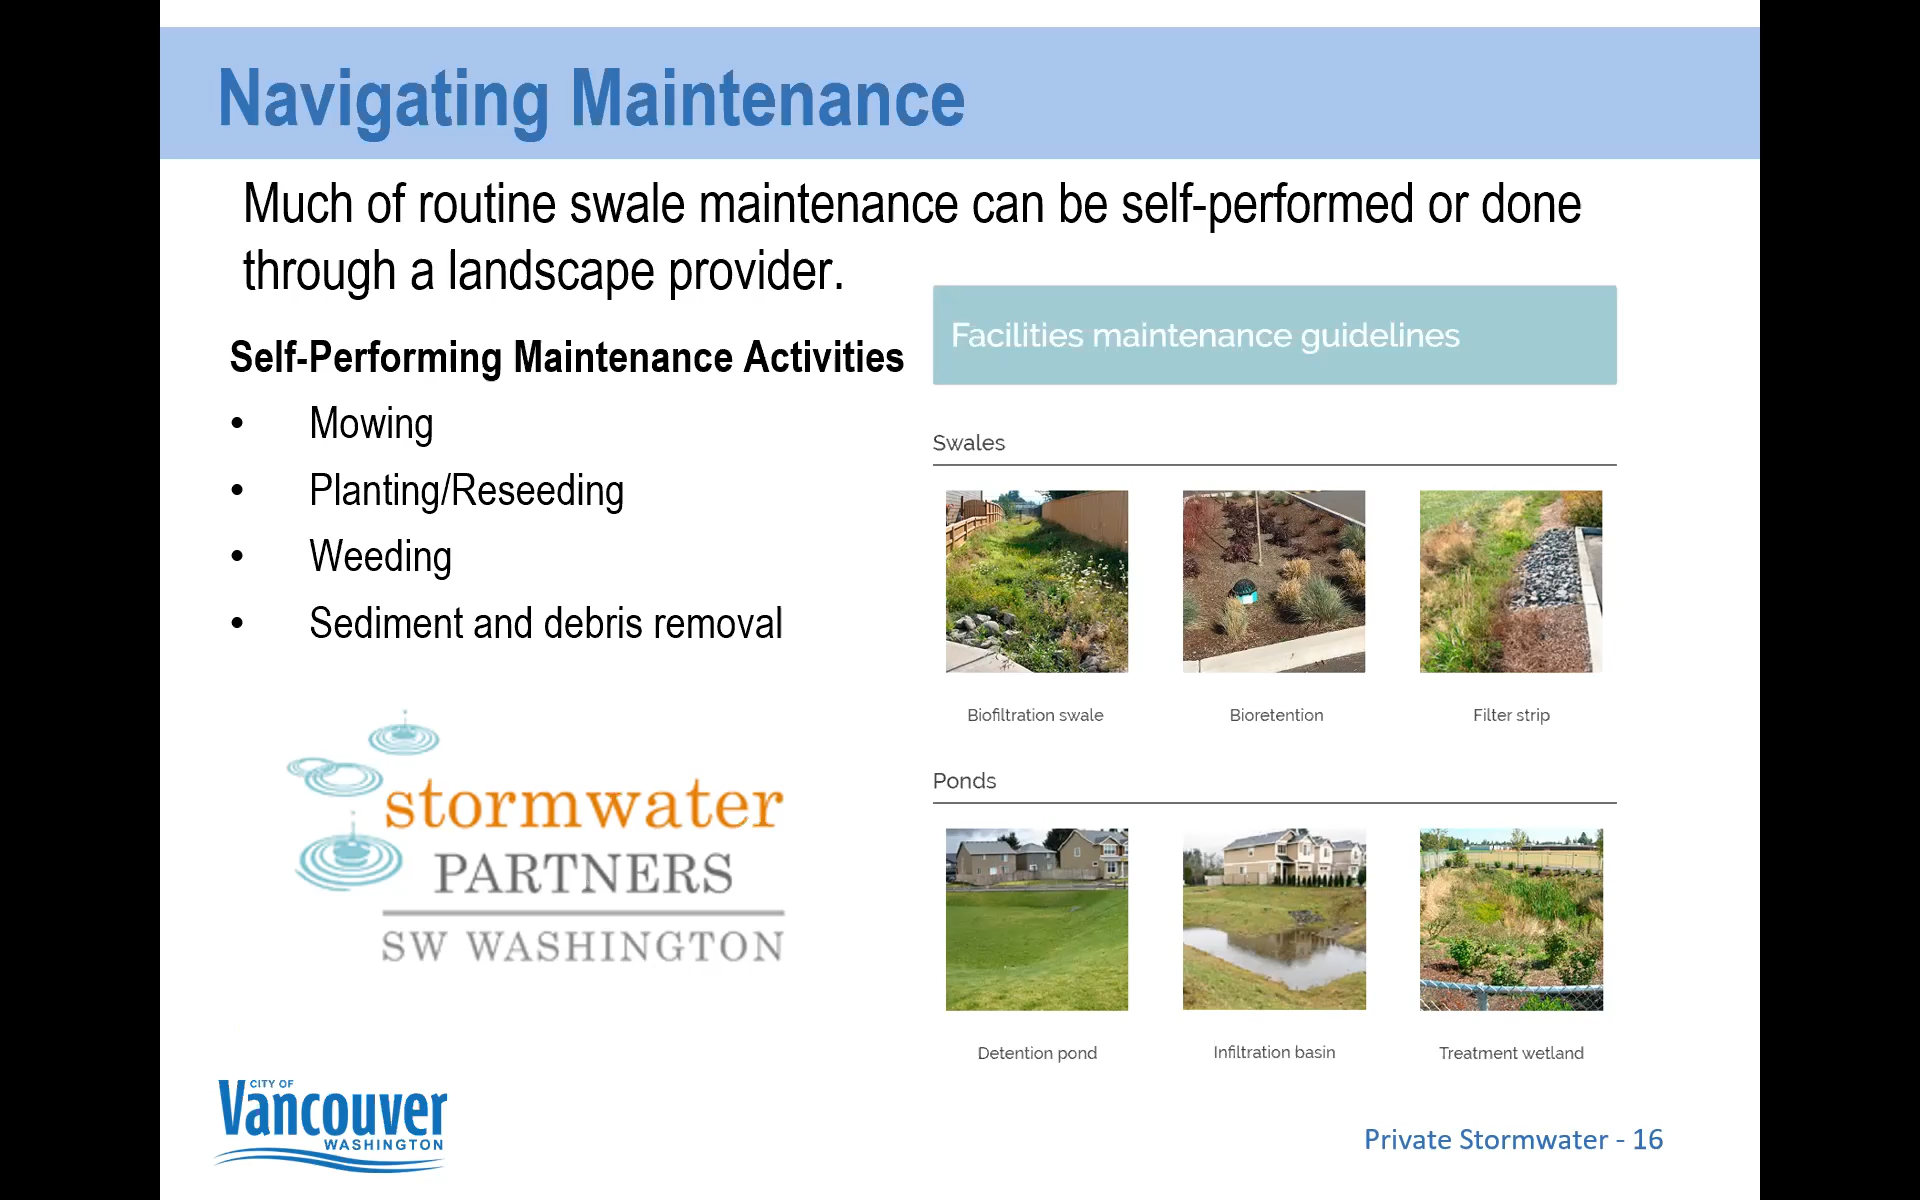 Navigating Maintenance
Much of routine swale maintenance can be self-performed or done
through a landscape provider.
Self-Performing Maintenance Activities
• Mowing
• Planting/Reseeding
• Weeding
• Sediment and debris removal
stormwater
PARTNERS
SW WASHINGTON
Facilities maintenance guidelines
Swales
Biofiltration swale
Bioretention
Filter strip
Ponds
Detention pond
Infiltration basin
Treatment wetland
CITY OF
Vancouver
WASHINGTON
Private Stormwater - 16